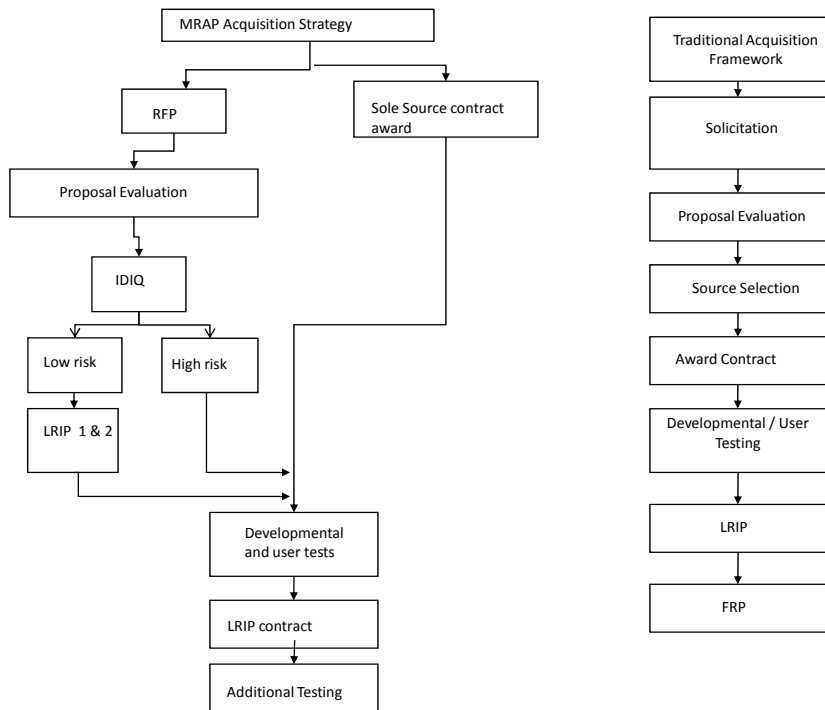 MRAP Acquisition Strategy
RFP
Sole Source contract
award
Proposal Evaluation
IDIQ
Low risk
High risk
LRIP 1 & 2
Developmental
and user tests
LRIP contract
Additional Testing
Traditional Acquisition
Framework
Solicitation
Proposal Evaluation
Source Selection
Award Contract
Developmental / User
Testing
LRIP
FRP